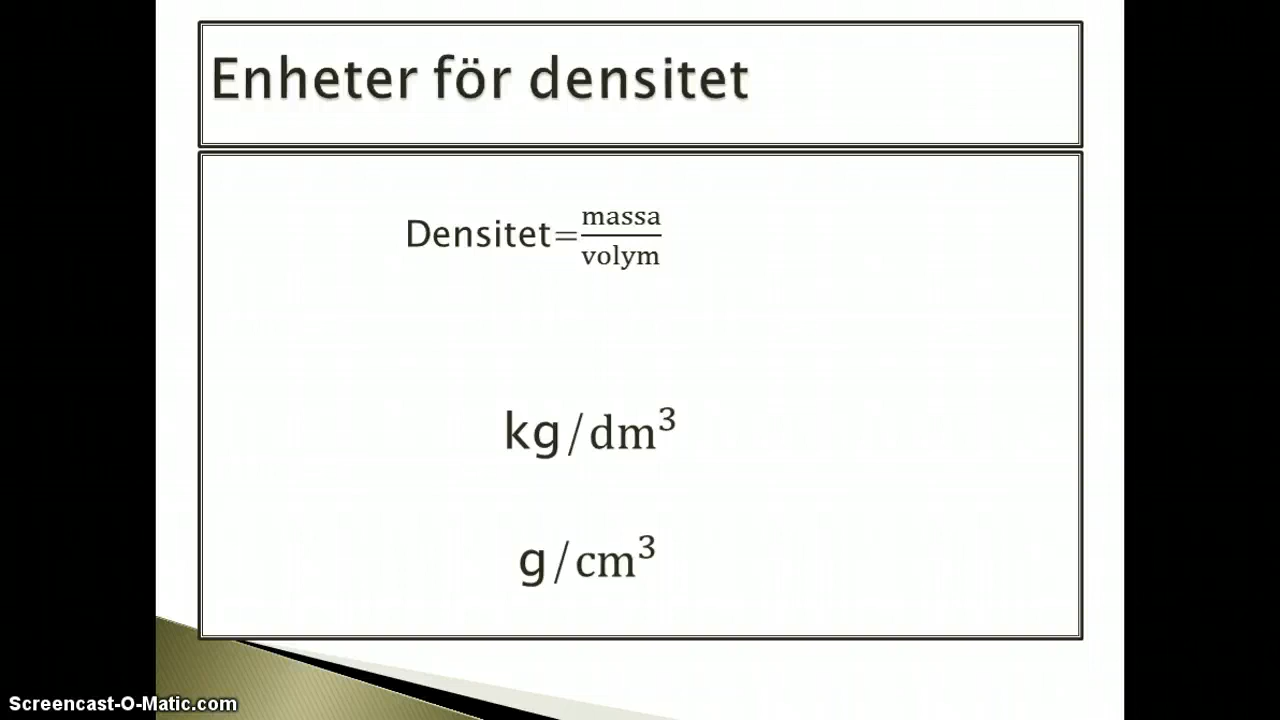 Enheter för densitet
Densitet=massa/volym
kg/dm³
g/cm³
Screencast-O-Matic.com